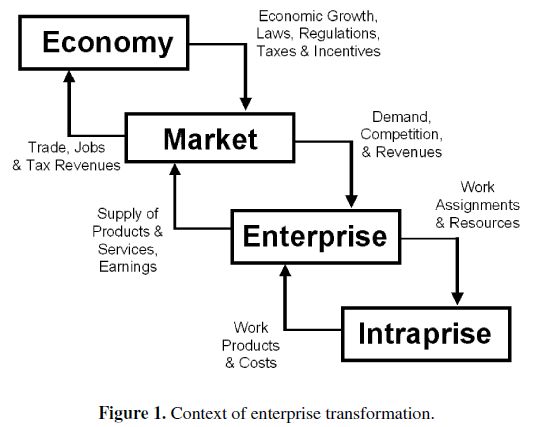 Economy
Economic Growth,
Laws, Regulations,
Taxes & Incentives
Market
Trade, Jobs
& Tax Revenues
Demand,
Competition,
& Revenues
Enterprise
Supply of
Products &
Services,
Earnings
Work
Assignments
& Resources
Intraprise
Work
Products
& Costs
Figure 1. Context of enterprise transformation.